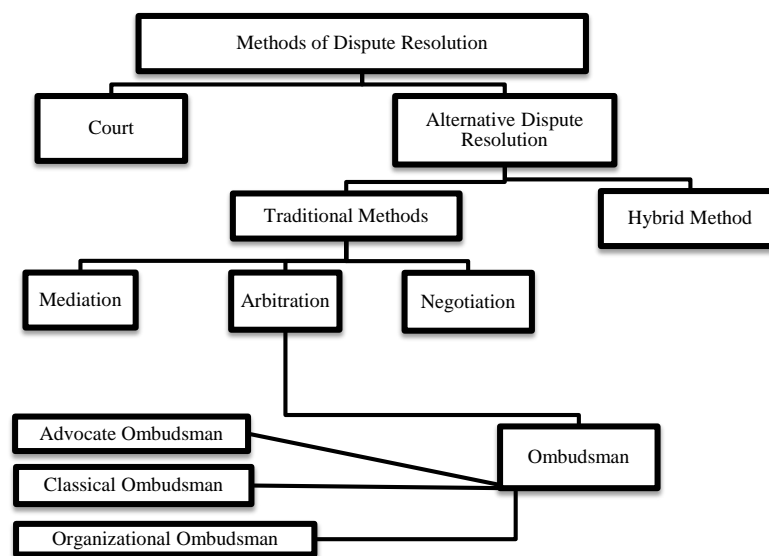 Methods of Dispute Resolution
Court
Alternative Dispute
Resolution
Traditional Methods
Hybrid Method
Mediation
Arbitration
Negotiation
Advocate Ombudsman
Ombudsman
Classical Ombudsman
Organizational Ombudsman